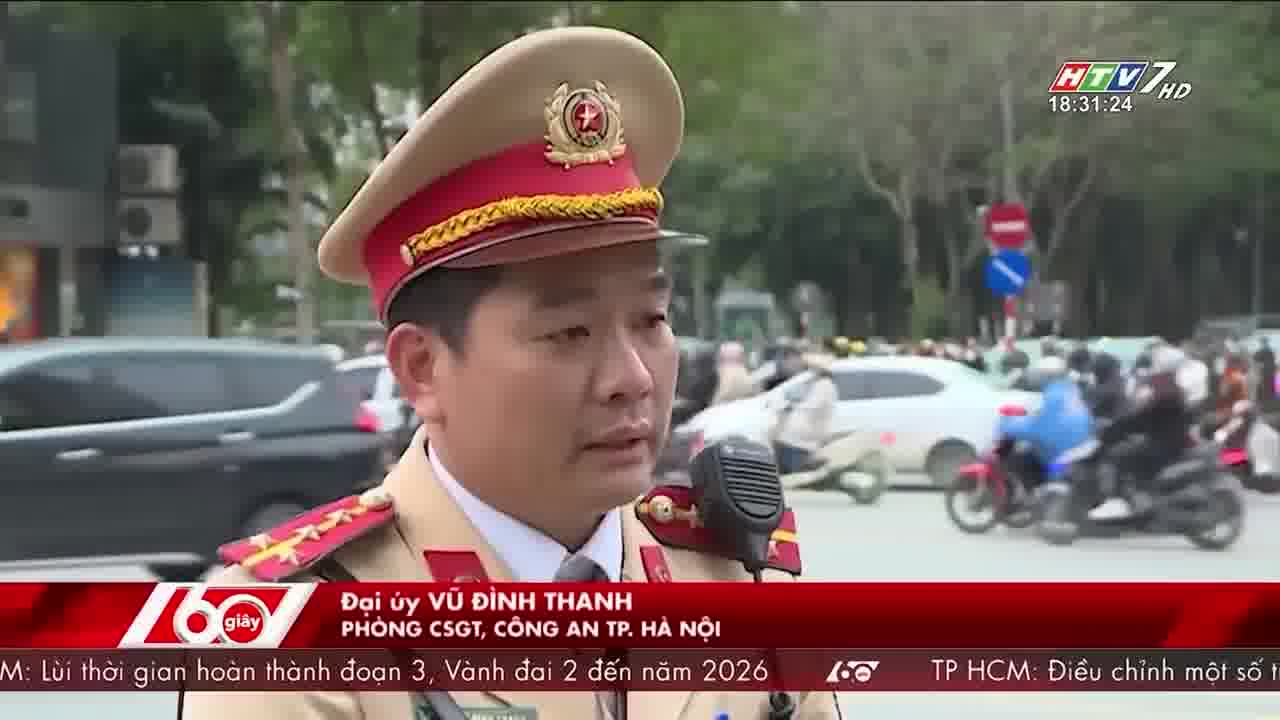 HTV7 HD
18:31:24
60 giây
Đại úy VŨ ĐÌNH THANH
PHÒNG CSGT, CÔNG AN TP. HÀ NỘI
M: Lùi thời gian hoàn thành đoạn 3, Vành đai 2 đến năm 2026 60 TP HCM: Điều chỉnh một số t